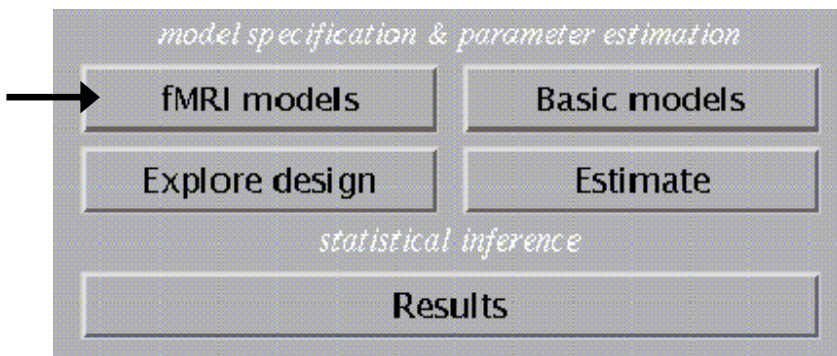 model specification & parameter estimation
fMRI models Basic models
Explore design Estimate
statistical inference
Results